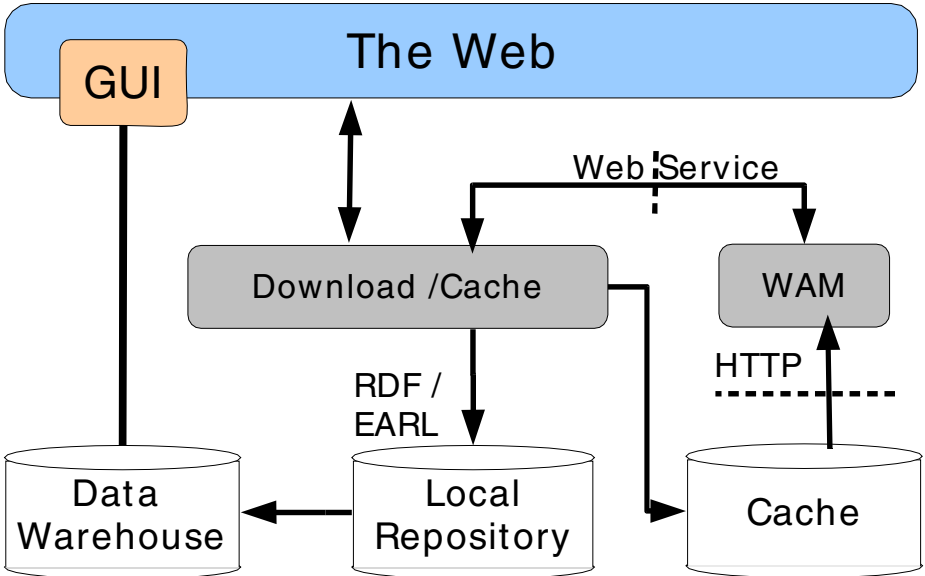 The Web
GUI
Web Service
Download /Cache
WAM
HTTP
RDF /
EARL
Data
Warehouse
Local
Repository
Cache